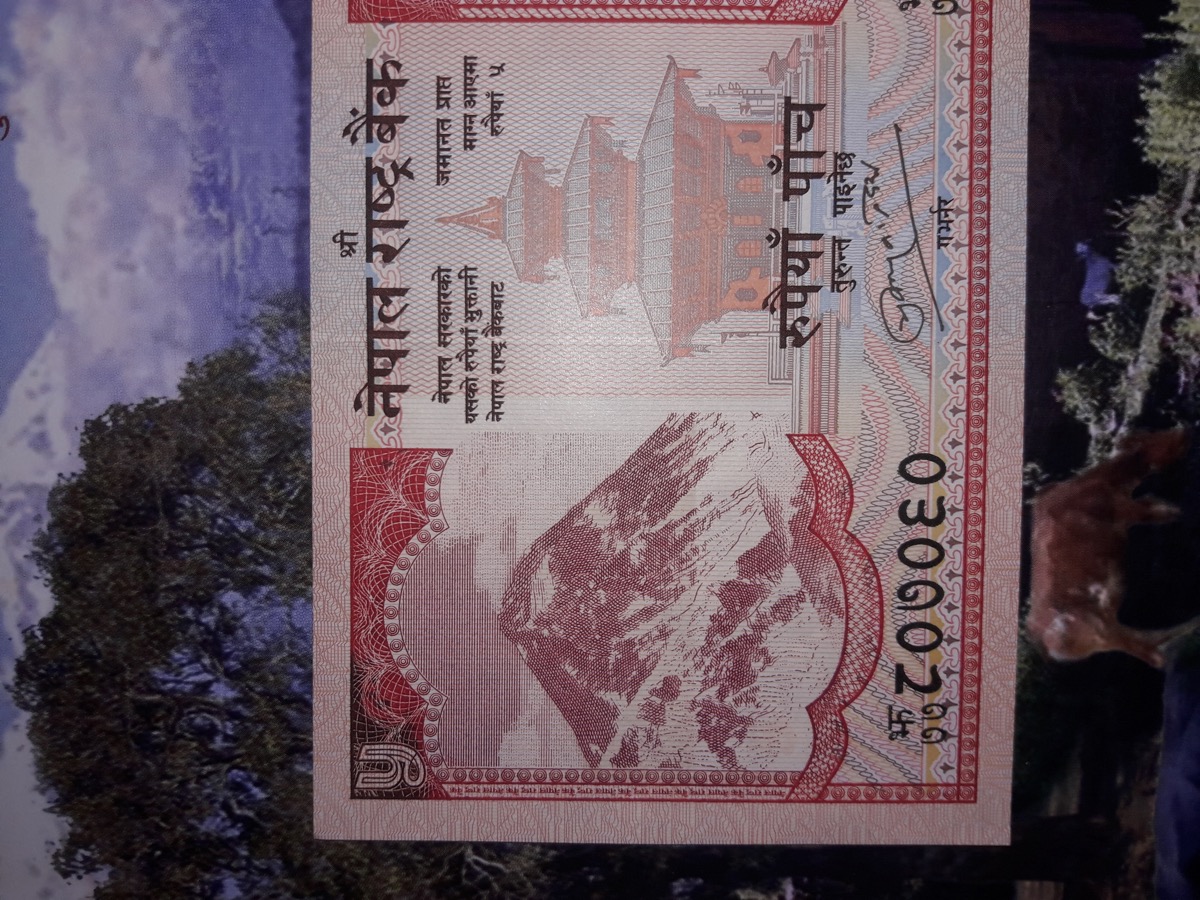 ५
श्री
नेपाल राष्ट्र बैंक
नेपाल सरकारको जमानत प्राप्त
यसको रुपैयाँ भुक्तानी माग्न आएमा
नेपाल राष्ट्र बैंकबाट रुपैयाँ ५
रुपैयाँ पाँच
तुरुन्त पाइनेछ
झ
७७ ८०७०६०
गभर्नर